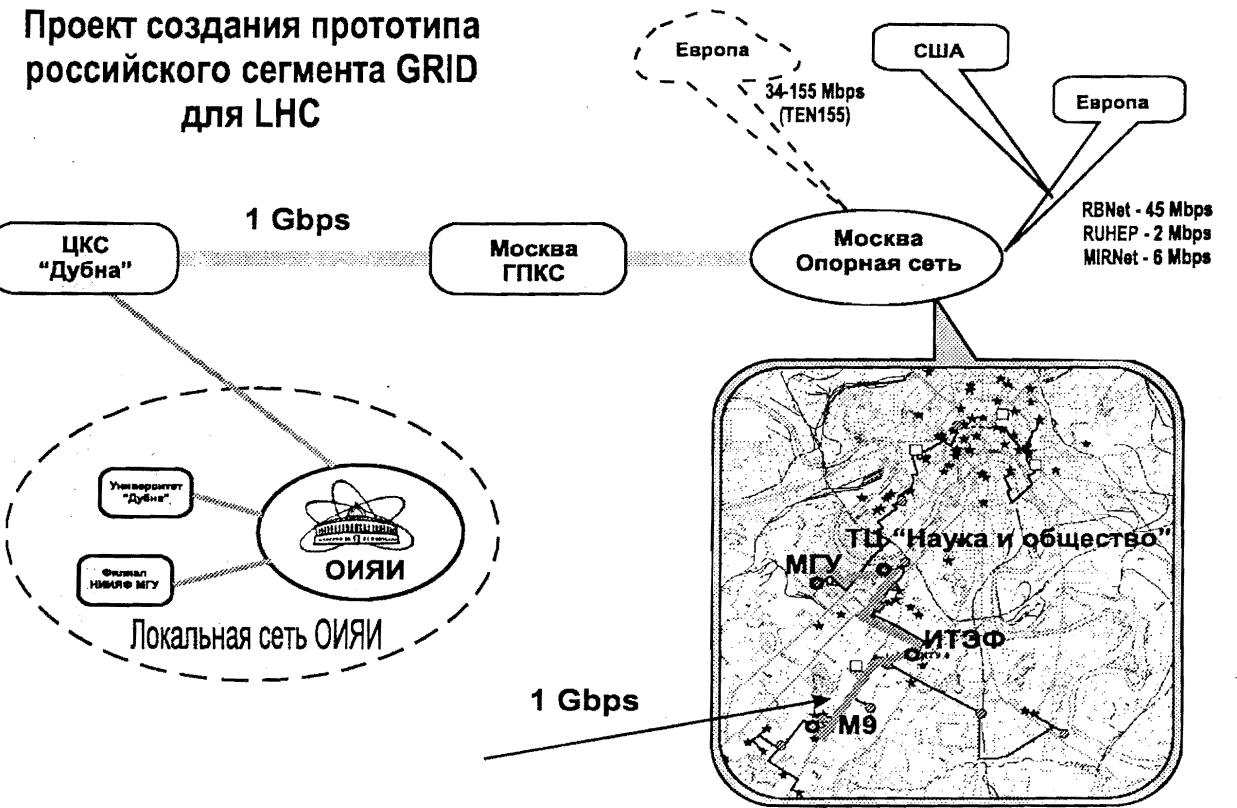 Проект создания прототипа
российского сегмента GRID
для LHC
Европа
34-155 Mbps
(TEN155)
США
Европа
RBNet - 45 Mbps
RUHEP - 2 Mbps
MIRNet - 6 Mbps
1 Gbps
ЦКС
“Дубна”
Москва
ГПКС
Москва
Опорная сеть
Университет
“Дубна”
Филиал
НИИЯФ МГУ
ОИЯИ
Локальная сеть ОИЯИ
ТЦ “Наука и общество”
МГУ
ИТЭФ
1 Gbps
М9